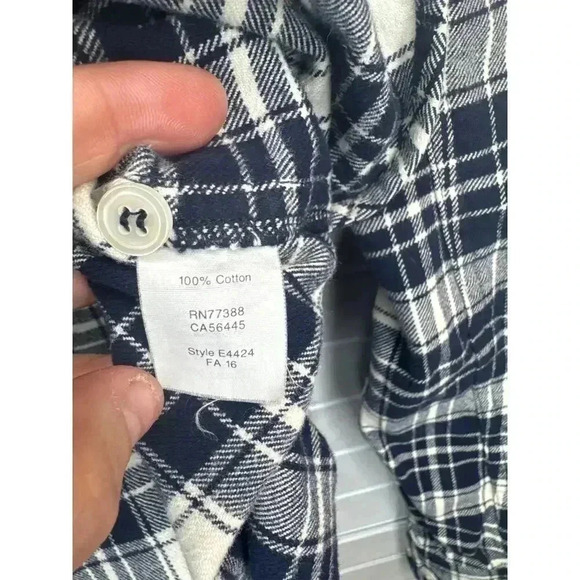 100% Cotton
RN77388
CA56445
Style E4424
FA 16